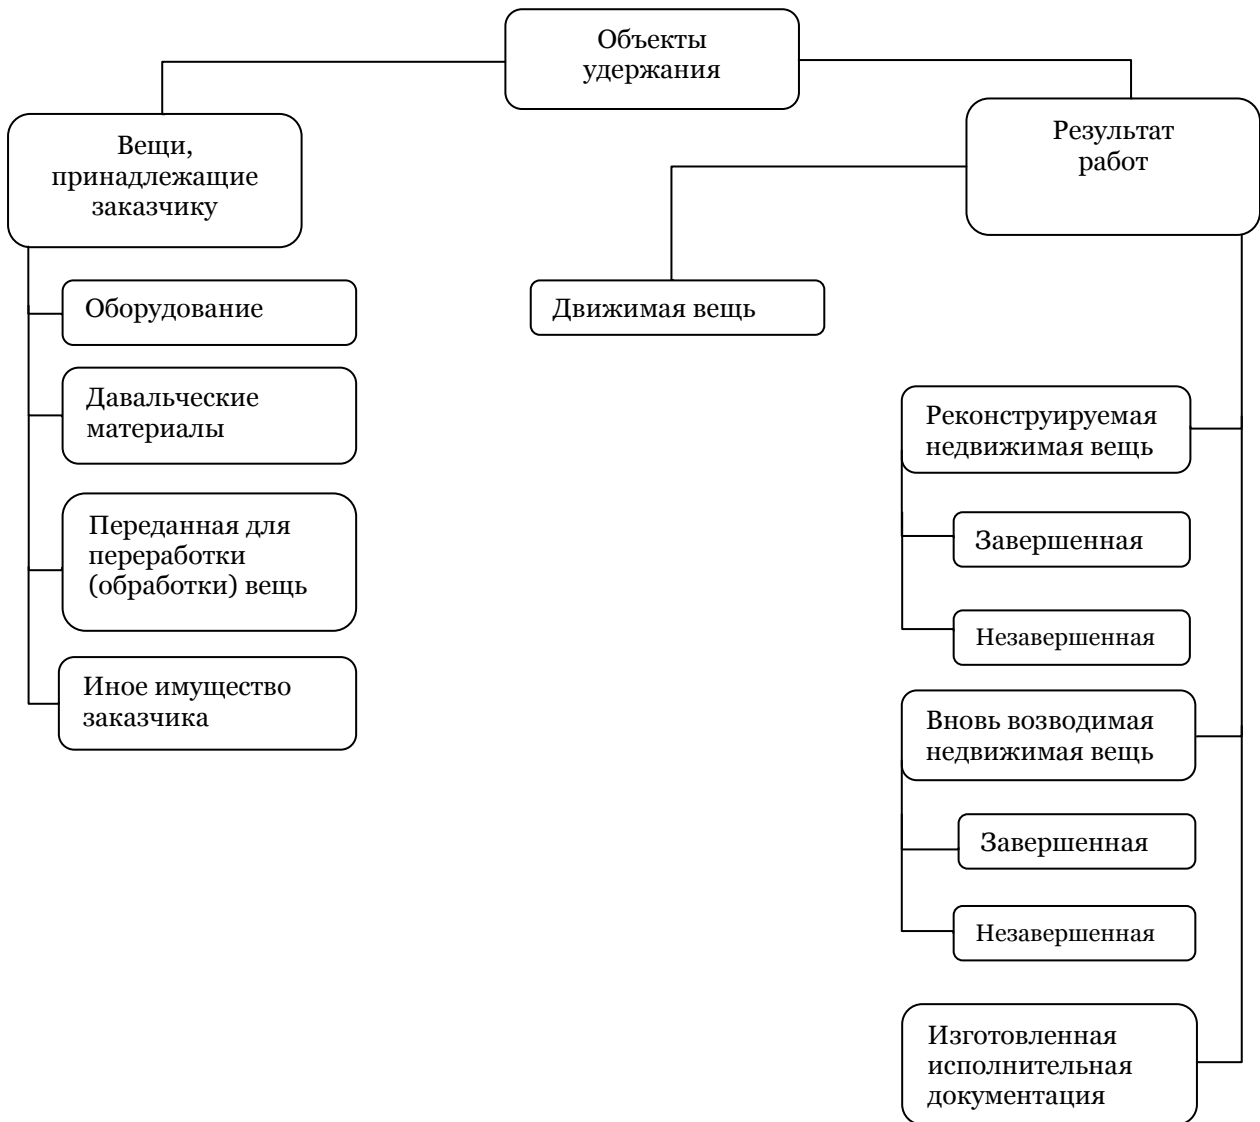 Объекты
удержания
Вещи,
принадлежащие
заказчику
Оборудование
Давальческие
материалы
Переданная для
переработки
(обработки) вещь
Иное имущество
заказчика
Результат
работ
Движимая вещь
Реконструируемая
недвижимая вещь
Завершенная
Незавершенная
Вновь возводимая
недвижимая вещь
Завершенная
Незавершенная
Изготовленная
исполнительная
документация